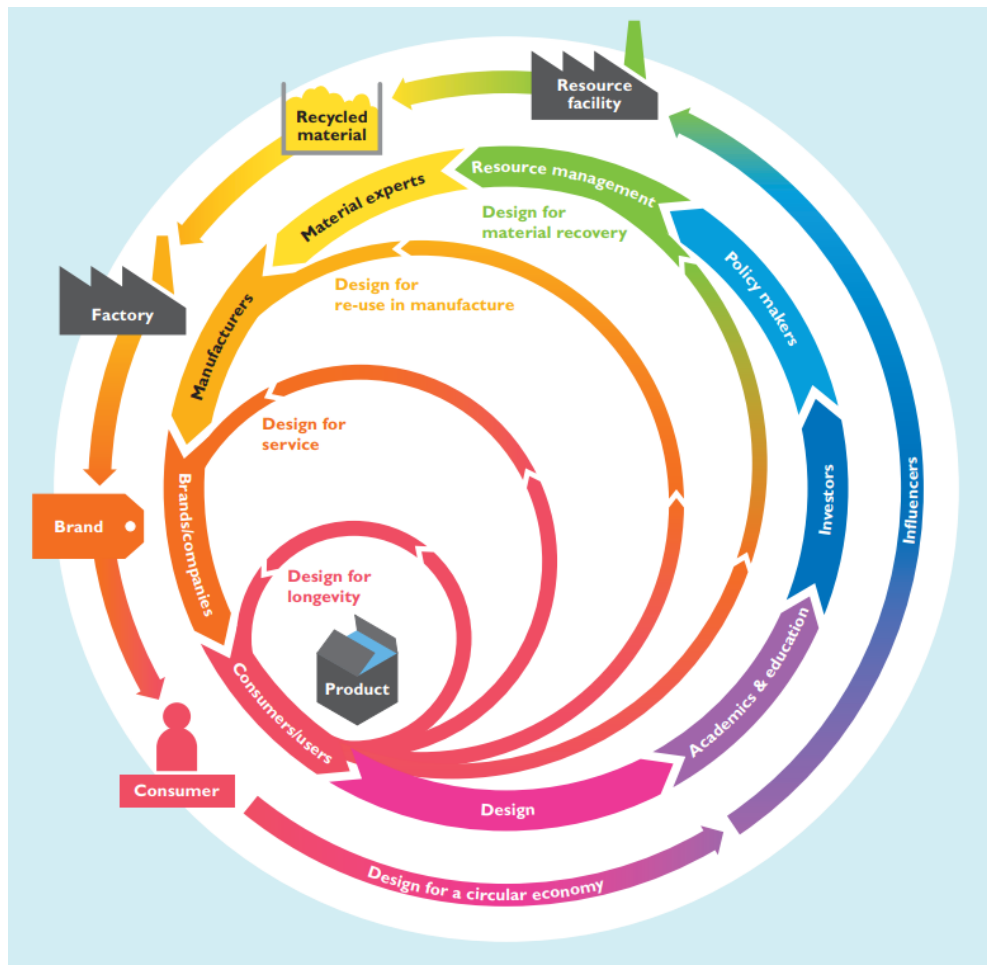 Resource
facility
Recycled
material
Resource management
Material experts
Design for
material recovery
Policy makers
Design for
re-use in manufacture
Factory
Manufacturers
Design for
service
Investors
Influencers
Brand
Brands/companies
Design for
longevity
Product
Consumers/users
Academics & education
Consumer
Design
Design for a circular economy